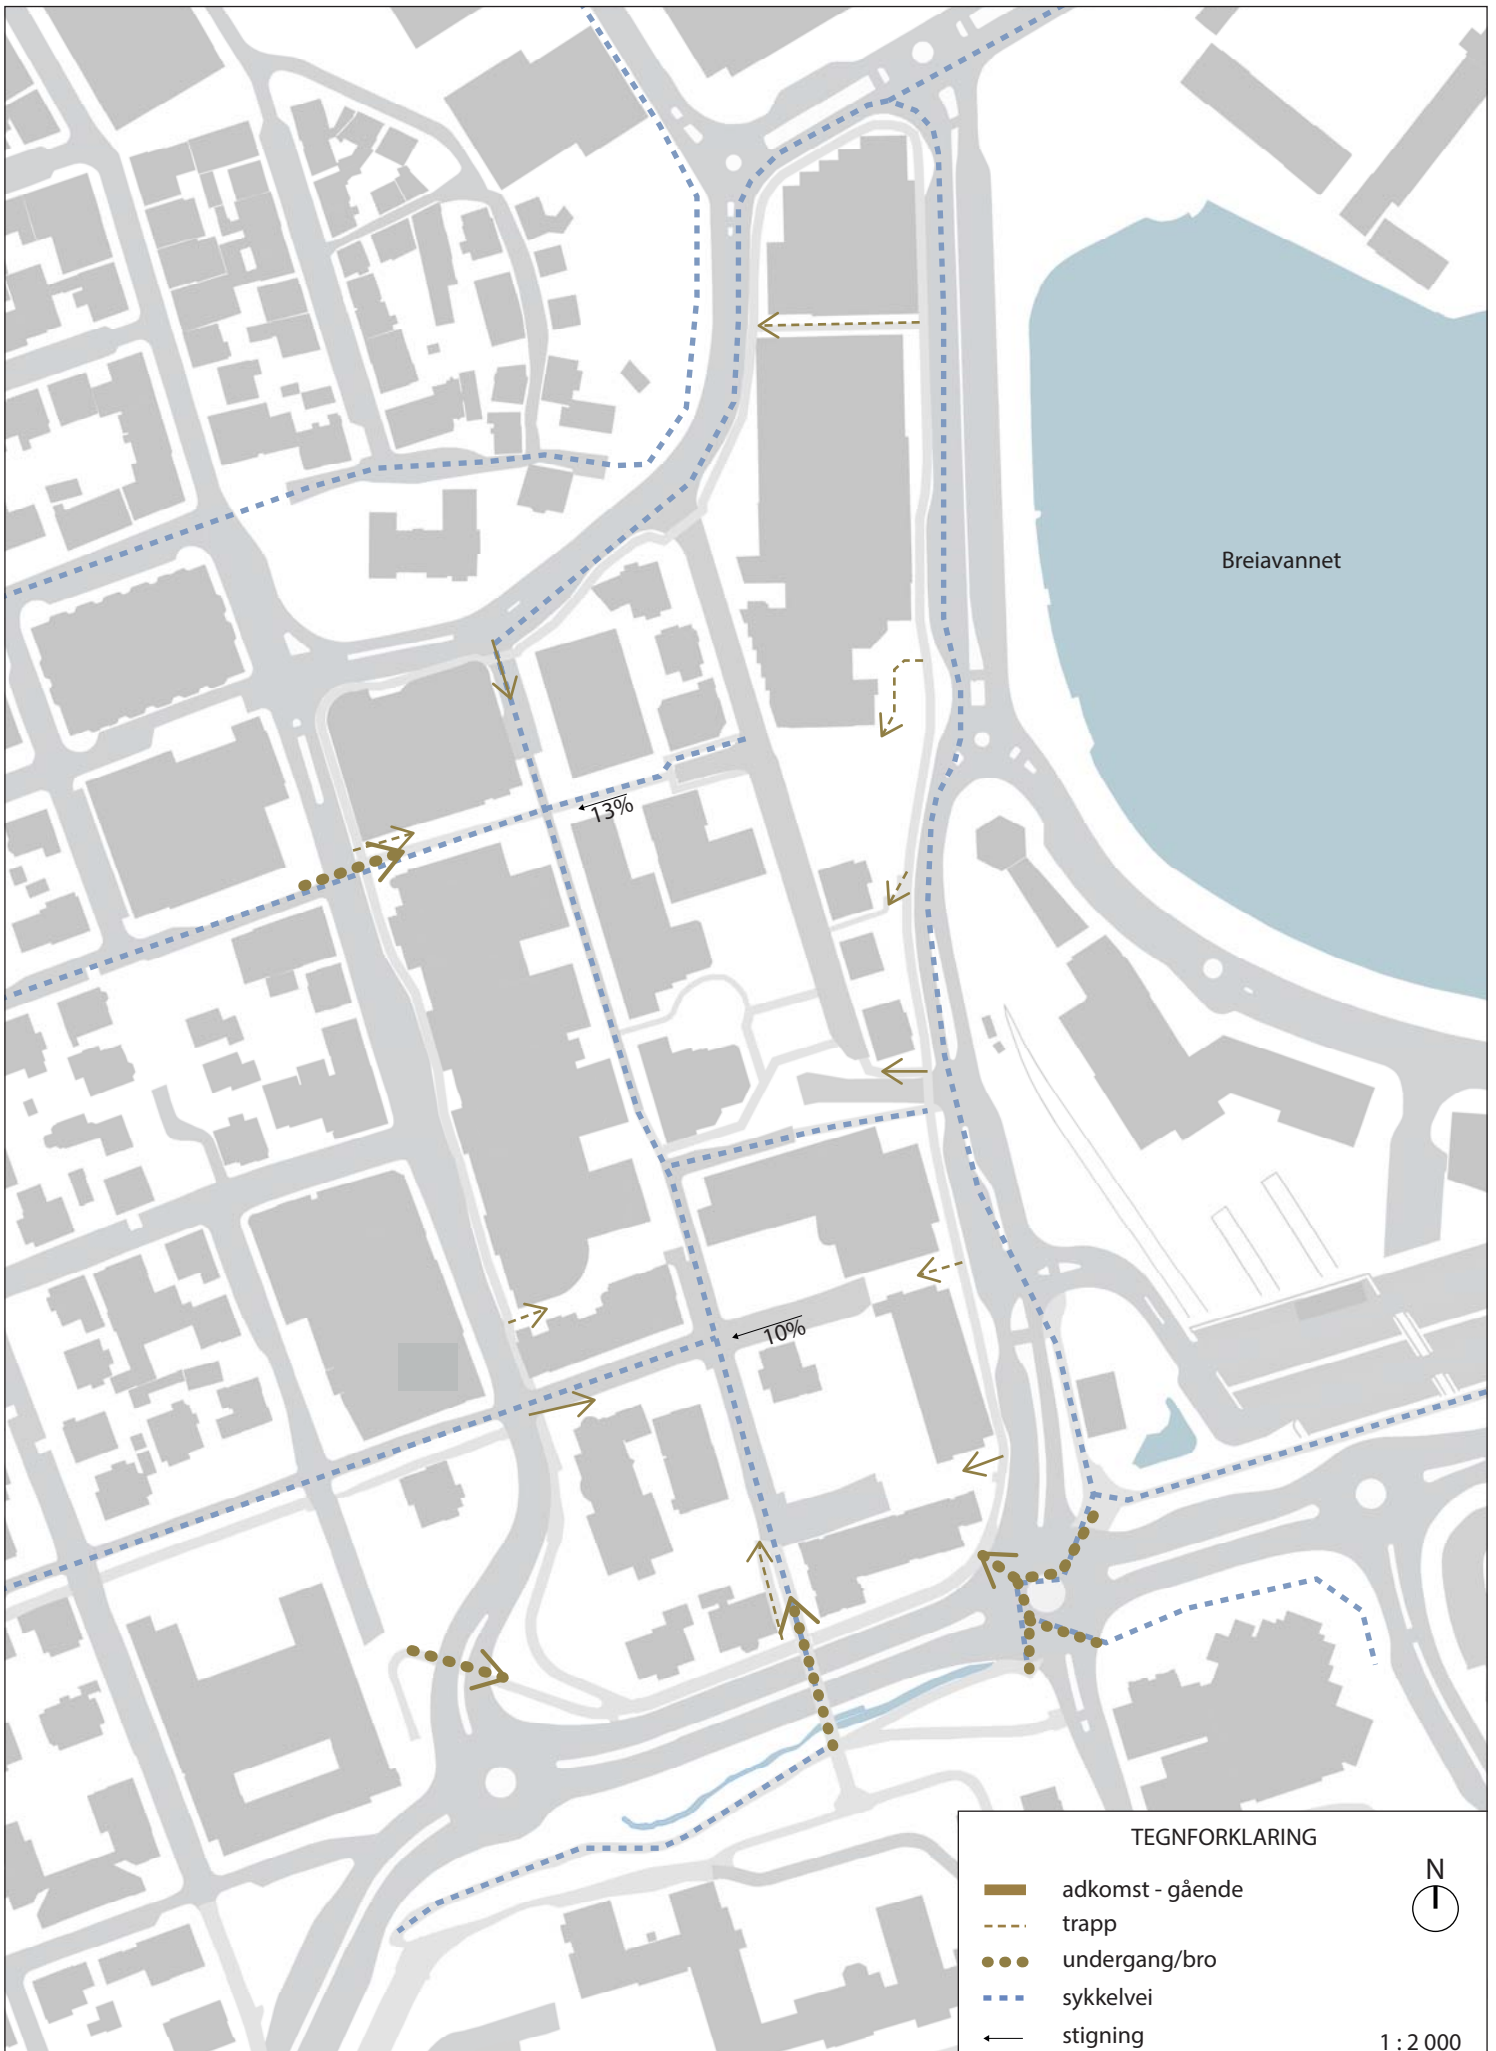 Breiavannet
13%
10%
TEGNFORKLARING
N
adkomst - gående
trapp
undergang/bro
sykkelvei
stigning
1 : 2 000